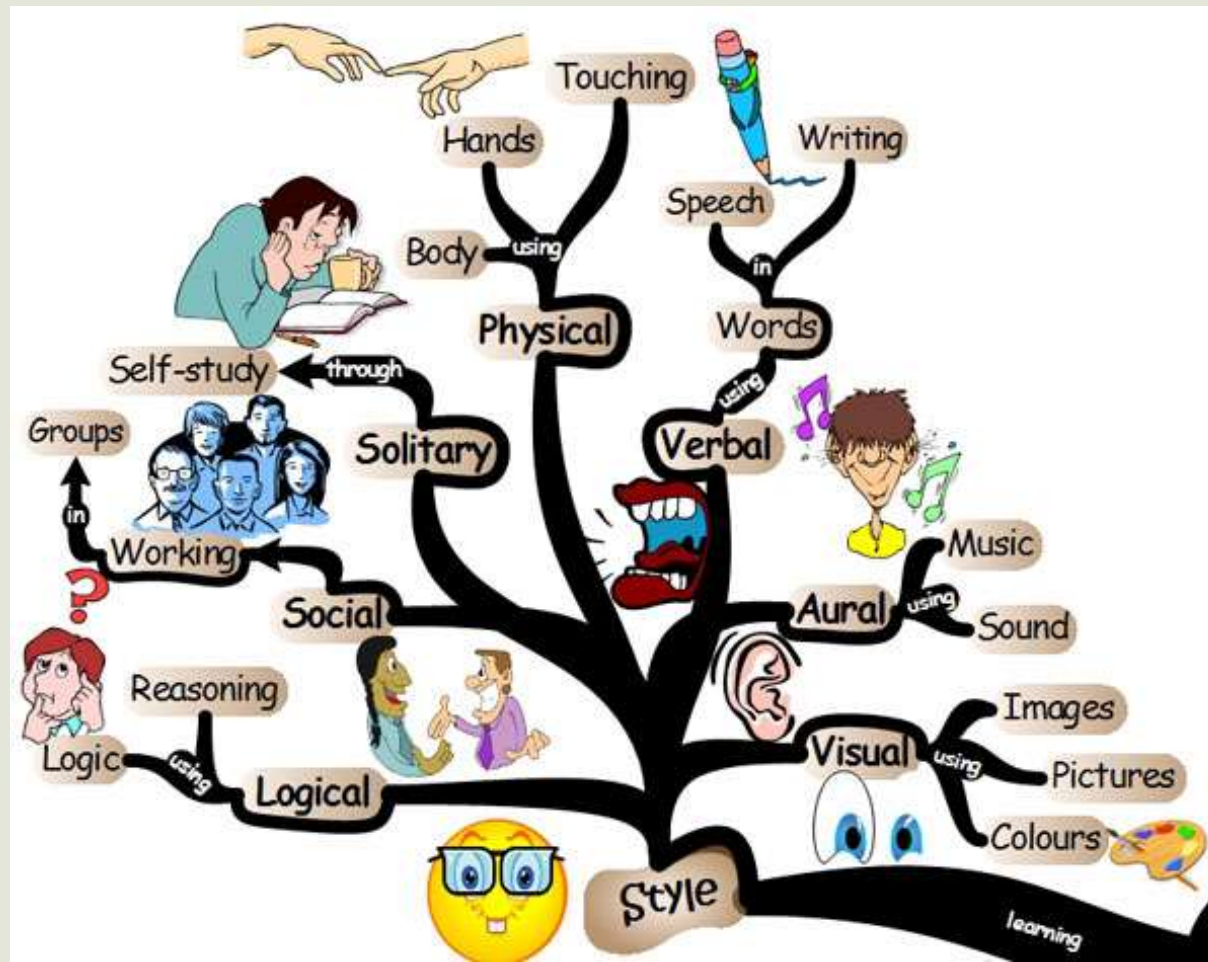 Touching
Hands
Writing
Speech
Body
using
in
Physical
Words
Self-study
through
using
Groups
Solitary
Verbal
in
Working
Music
Social
Aural
using
Sound
Reasoning
Images
Logic
using
Logical
Visual
using
Pictures
Colours
Style
learning